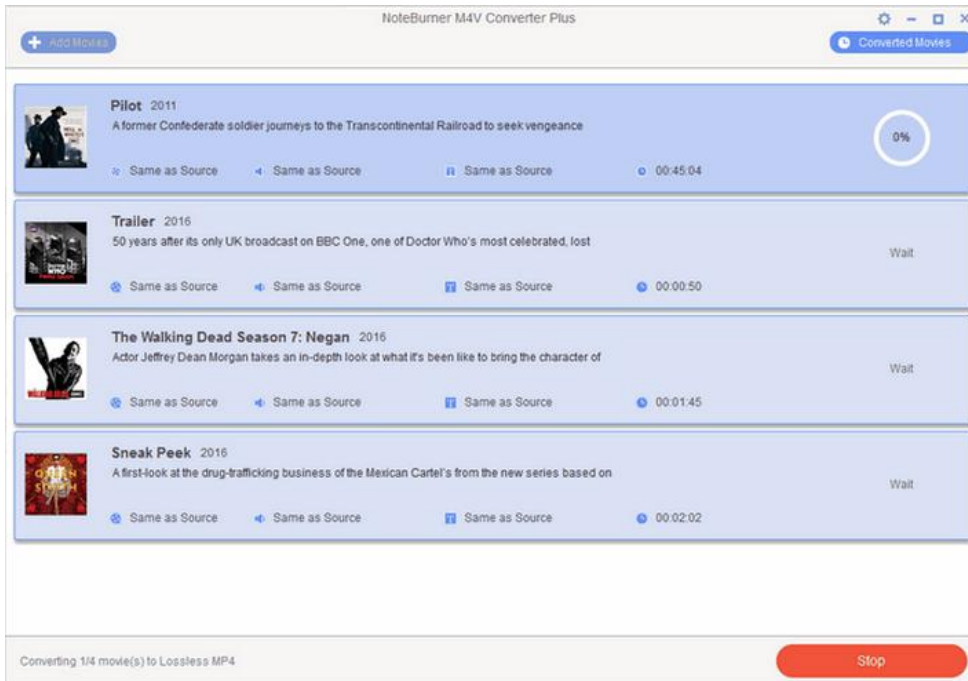 NoteBurner M4V Converter Plus
Add Movies
Converted Movies
Pilot 2011
A former Confederate soldier journeys to the Transcontinental Railroad to seek vengeance
Same as Source Same as Source Same as Source 00:45:04
0%
Trailer 2016
50 years after its only UK broadcast on BBC One, one of Doctor Who's most celebrated, lost
Same as Source Same as Source Same as Source 00:00:50
Wait
The Walking Dead Season 7: Negan 2016
Actor Jeffrey Dean Morgan takes an in-depth look at what it's been like to bring the character of
Same as Source Same as Source Same as Source 00:01:45
Wait
Sneak Peek 2016
A first-look at the drug-trafficking business of the Mexican Cartel's from the new series based on
Same as Source Same as Source Same as Source 00:02:02
Wait
Converting 1/4 movie(s) to Lossless MP4
Stop